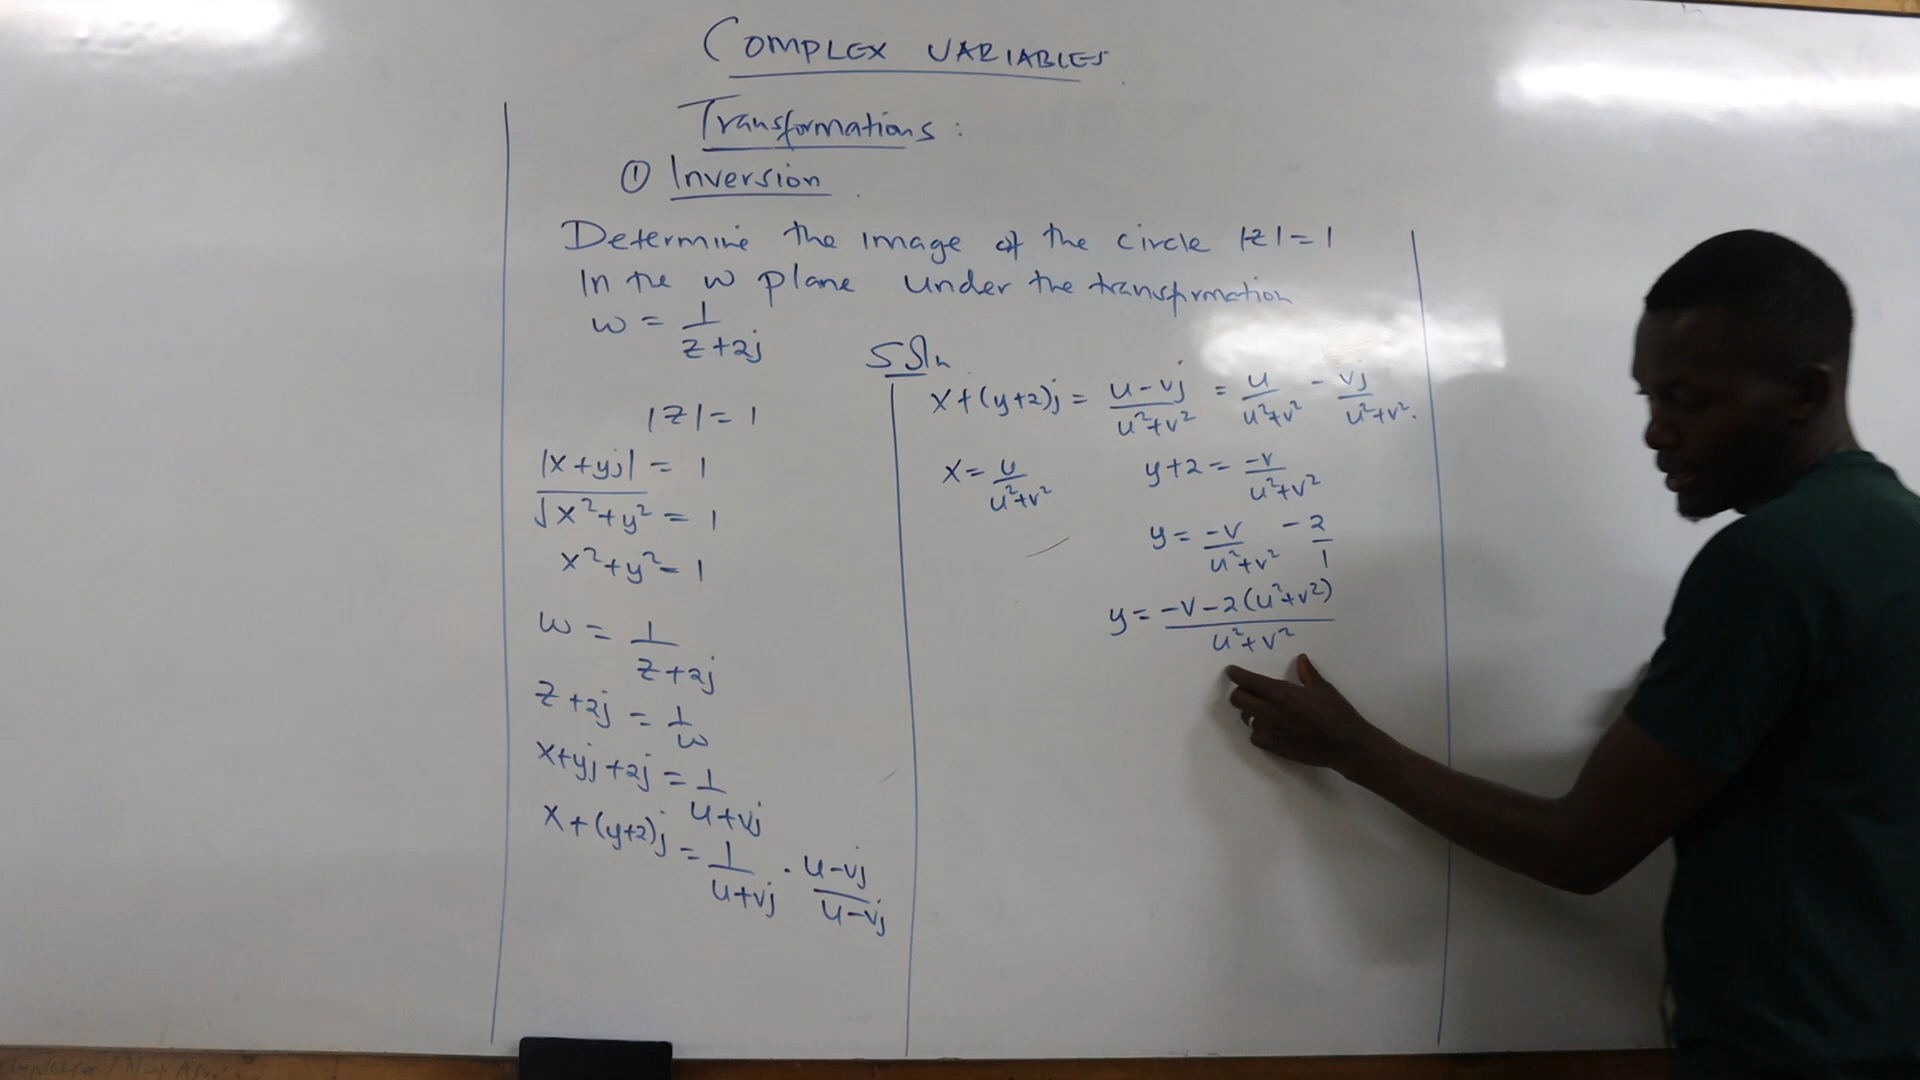 COMPLEX VARIABLES
Transformations:
① Inversion
Determine the image of the circle |z| = 1
In the w plane under the transformation
w = 1/(z+2j)
Soln
|z| = 1
|x+yj| = 1
√(x²+y²) = 1
x²+y² = 1
w = 1/(z+2j)
z+2j = 1/w
x+yj+2j = 1/(u+vj)
x+(y+2)j = 1/(u+vj) · (u-vj)/(u-vj)
x+(y+2)j = (u-vj)/(u²+v²) = u/(u²+v²) - vj/(u²+v²).
x = u/(u²+v²) y+2 = -v/(u²+v²)
y = -v/(u²+v²) - 2/1
y = (-v-2(u²+v²))/(u²+v²)